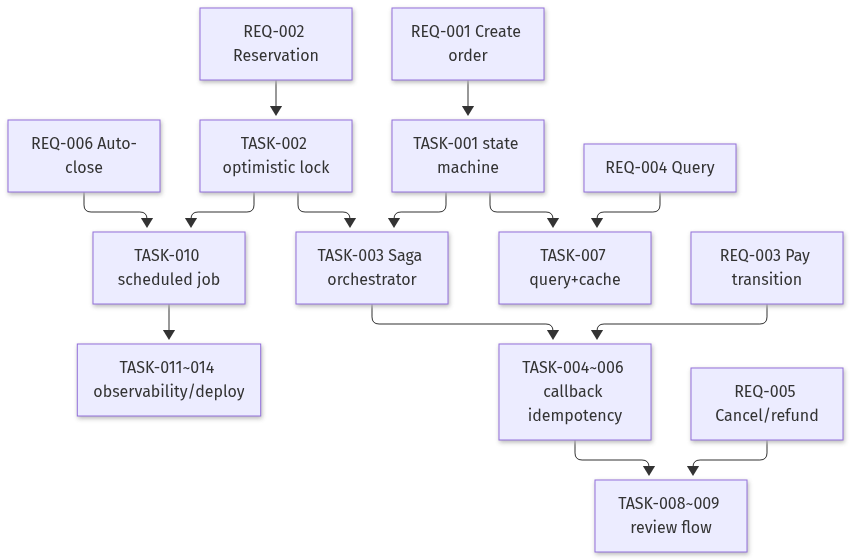 REQ-002
Reservation
REQ-001 Create
order
REQ-006 Auto-
close
TASK-002
optimistic lock
TASK-001 state
machine
REQ-004 Query
TASK-010
scheduled job
TASK-003 Saga
orchestrator
TASK-007
query+cache
REQ-003 Pay
transition
TASK-011~014
observability/deploy
TASK-004~006
callback
idempotency
REQ-005
Cancel/refund
TASK-008~009
review flow